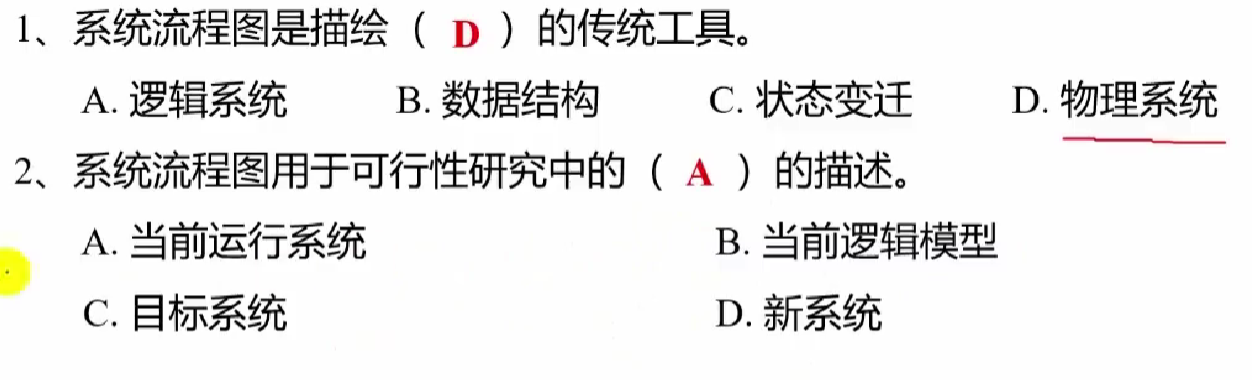 1、系统流程图是描绘（ D ）的传统工具。
A. 逻辑系统 B. 数据结构 C. 状态变迁 D. 物理系统
2、系统流程图用于可行性研究中的（ A ）的描述。
A. 当前运行系统 B. 当前逻辑模型
C. 目标系统 D. 新系统